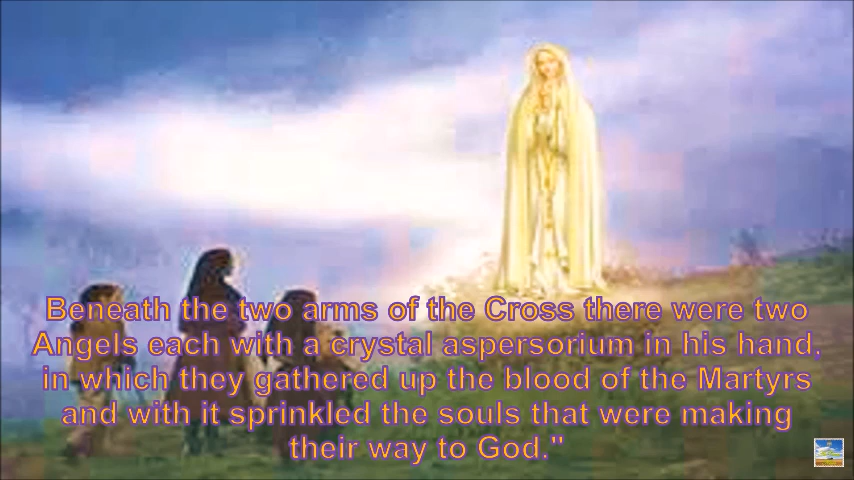 Beneath the two arms of the Cross there were two
Angels each with a crystal aspersorium in his hand,
in which they gathered up the blood of the Martyrs
and with it sprinkled the souls that were making
their way to God."